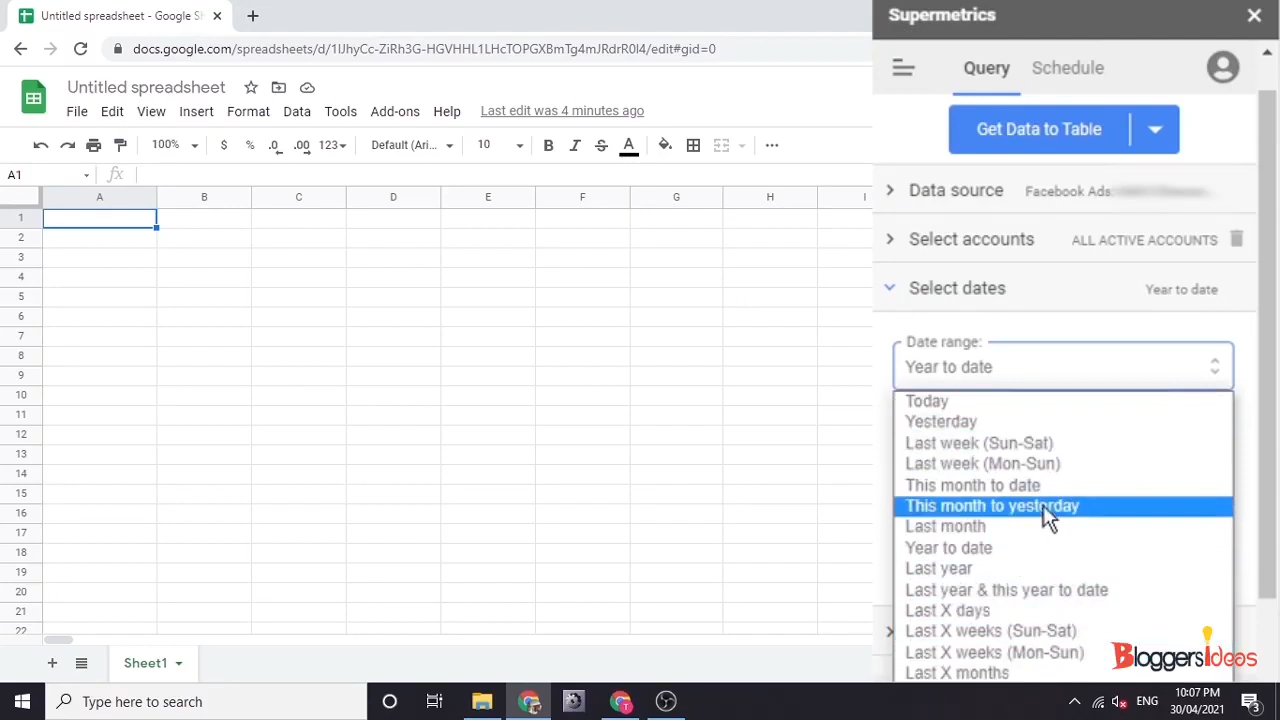 Untitled spreadsheet - Google Sh
docs.google.com/spreadsheets/d/1IJhyCc-ZiRh3G-HGVHHL1LHcTOPGXBmTg4mJRdrR0I4/edit#gid=0
Untitled spreadsheet
File Edit View Insert Format Data Tools Add-ons Help Last edit was 4 minutes ago
100% $ % .0 .00 123 Default (Ari... 10 B I S A
A1 fx
A B C D E F G H I
1
2
3
4
5
6
7
8
9
10
11
12
13
14
15
16
17
18
19
20
21
22
Sheet1
Supermetrics
Query Schedule
Get Data to Table
Data source Facebook Ads
Select accounts ALL ACTIVE ACCOUNTS
Select dates Year to date
Date range:
Year to date
Today
Yesterday
Last week (Sun-Sat)
Last week (Mon-Sun)
This month to date
This month to yesterday
Last month
Year to date
Last year
Last year & this year to date
Last X days
Last X weeks (Sun-Sat)
Last X weeks (Mon-Sun)
Last X months
BloggersIdeas
Type here to search
ENG
10:07 PM
30/04/2021
3